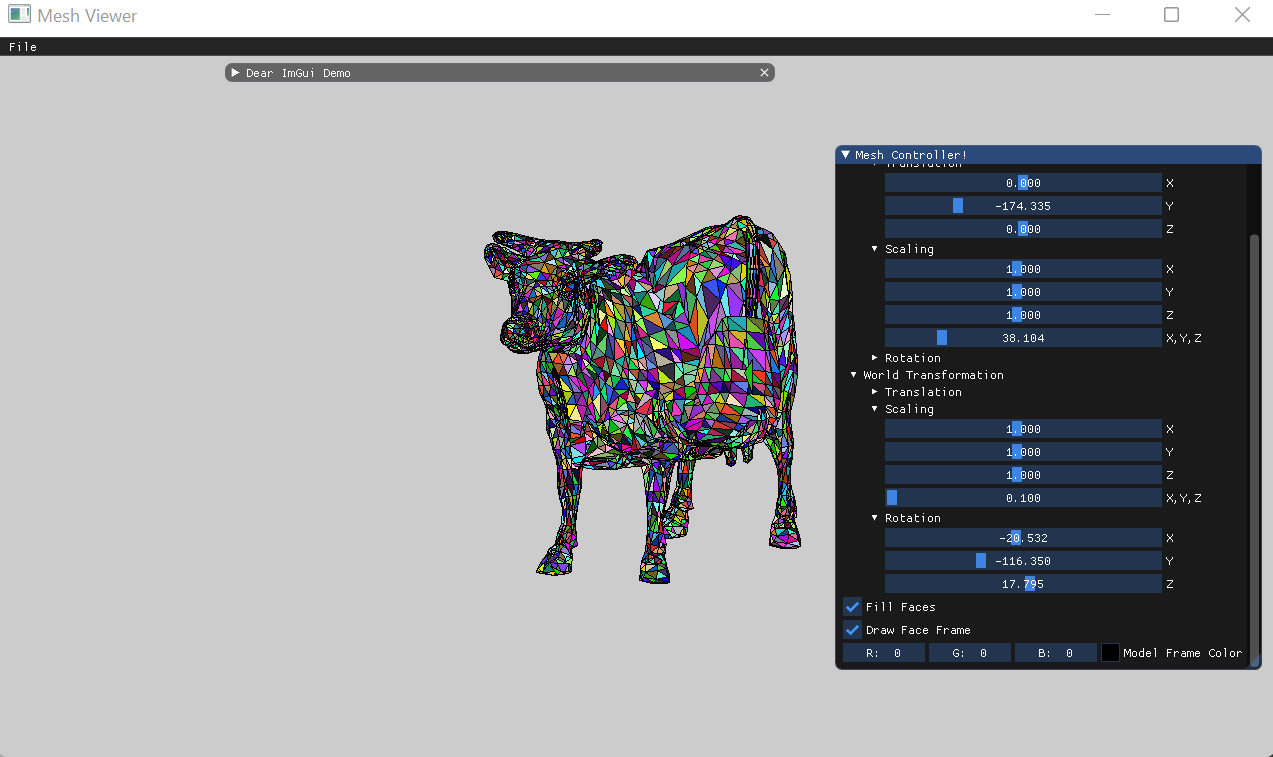 Mesh Viewer
File
Dear ImGui Demo
Mesh Controller!
Translation
0.000 X
-174.335 Y
0.000 Z
Scaling
1.000 X
1.000 Y
1.000 Z
38.104 X,Y,Z
Rotation
World Transformation
Translation
Scaling
1.000 X
1.000 Y
1.000 Z
0.100 X,Y,Z
Rotation
-20.532 X
-116.350 Y
17.795 Z
Fill Faces
Draw Face Frame
R: 0 G: 0 B: 0 Model Frame Color